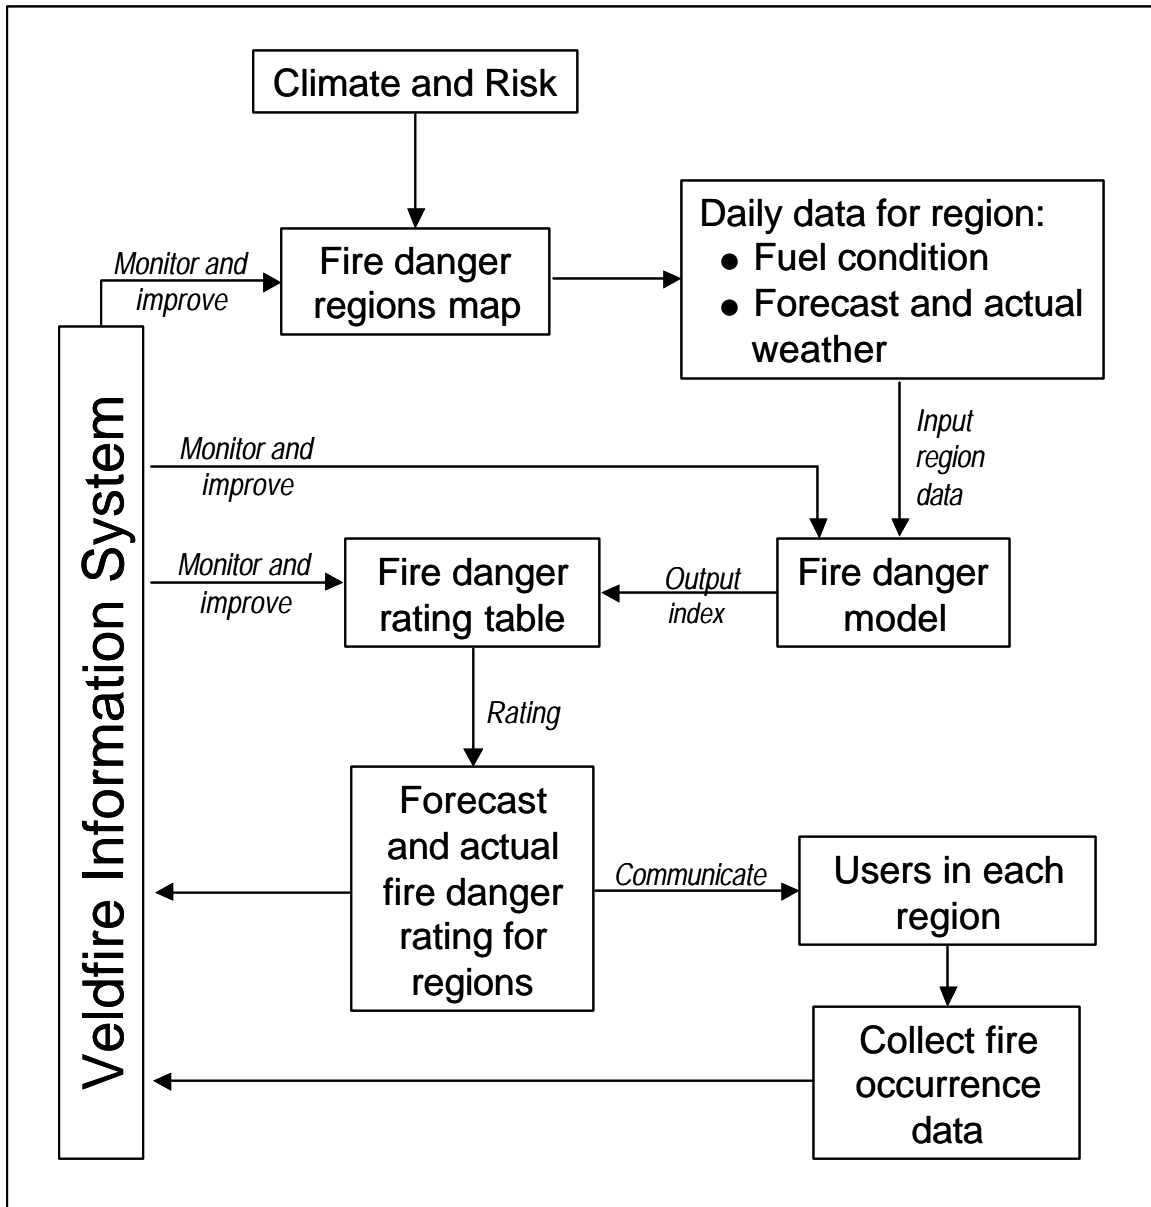 Climate and Risk
Daily data for region:
● Fuel condition
● Forecast and actual
weather
Fire danger
regions map
Monitor and
improve
Veldfire Information System
Monitor and
improve
Input
region
data
Monitor and
improve
Fire danger
rating table
Output
index
Fire danger
model
Rating
Forecast
and actual
fire danger
rating for
regions
Communicate
Users in each
region
Collect fire
occurrence
data